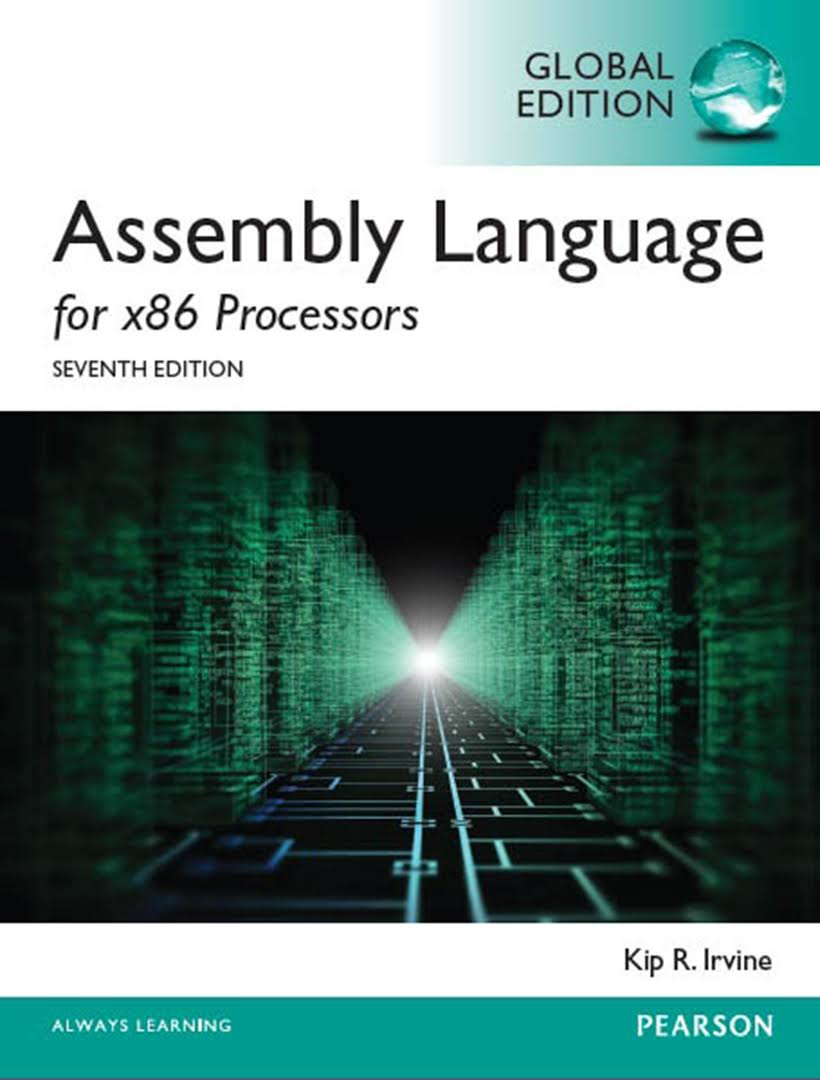 GLOBAL
EDITION
Assembly Language
for x86 Processors
SEVENTH EDITION
Kip R. Irvine
ALWAYS LEARNING
PEARSON